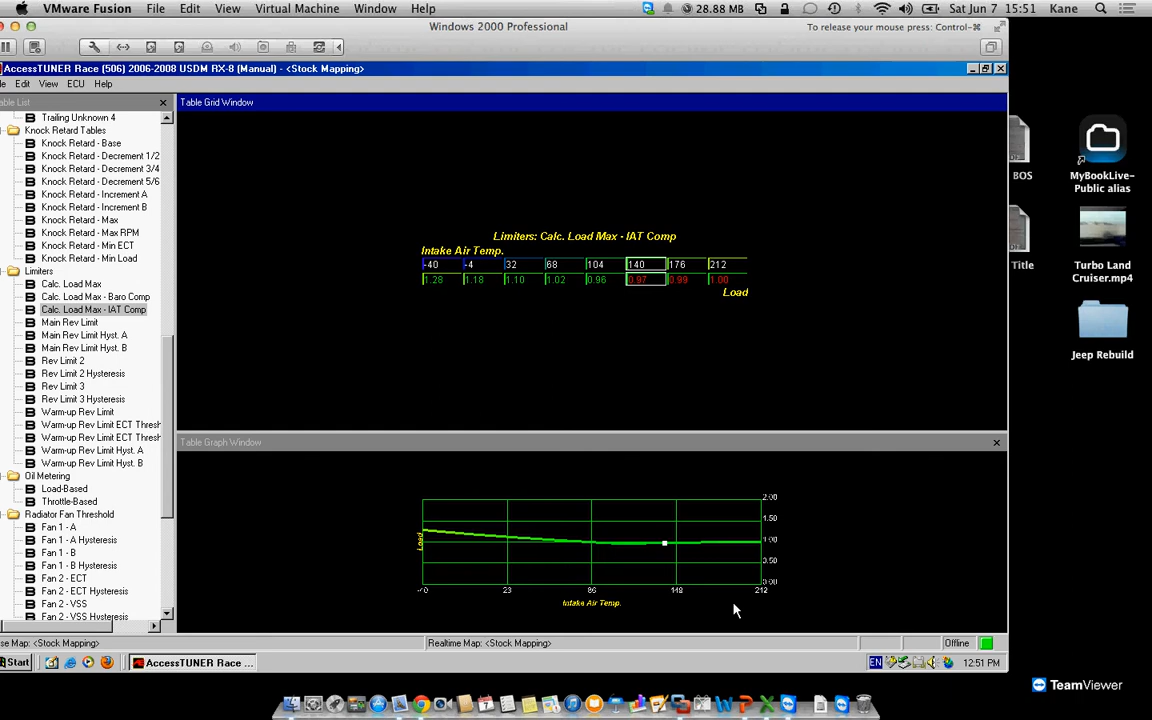 VMware Fusion File Edit View Virtual Machine Window Help 28.88 MB Sat Jun 7 15:51 Kane
Windows 2000 Professional
To release your mouse press: Control-⌘
AccessTUNER Race (506) 2006-2008 USDM RX-8 (Manual) - <Stock Mapping>
le Edit View ECU Help
able List
Table Grid Window
Trailing Unknown 4
Knock Retard Tables
Knock Retard - Base
Knock Retard - Decrement 1/2
Knock Retard - Decrement 3/4
Knock Retard - Decrement 5/6
Knock Retard - Increment A
Knock Retard - Increment B
Knock Retard - Max
Knock Retard - Max RPM
Knock Retard - Min ECT
Knock Retard - Min Load
Limiters
Calc. Load Max
Calc. Load Max - Baro Comp
Calc. Load Max - IAT Comp
Main Rev Limit
Main Rev Limit Hyst. A
Main Rev Limit Hyst. B
Rev Limit 2
Rev Limit 2 Hysteresis
Rev Limit 3
Rev Limit 3 Hysteresis
Warm-up Rev Limit
Warm-up Rev Limit ECT Thresh
Warm-up Rev Limit ECT Thresh
Warm-up Rev Limit Hyst. A
Warm-up Rev Limit Hyst. B
Oil Metering
Load-Based
Throttle-Based
Radiator Fan Threshold
Fan 1 - A
Fan 1 - A Hysteresis
Fan 1 - B
Fan 1 - B Hysteresis
Fan 2 - ECT
Fan 2 - ECT Hysteresis
Fan 2 - VSS
Fan 2 - VSS Hysteresis
Limiters: Calc. Load Max - IAT Comp
Intake Air Temp.
-40 -4 32 68 104 140 176 212
1.28 1.18 1.10 1.02 0.96 0.97 0.99 1.00
Load
Table Graph Window
2.00
1.50
1.00
0.50
0.00
Load
23 86 148 212
Intake Air Temp.
se Map: <Stock Mapping>
Realtime Map: <Stock Mapping>
Offline
Start
AccessTUNER Race ...
EN
12:51 PM
BOS
MyBookLive-
Public alias
Title
Turbo Land
Cruiser.mp4
Jeep Rebuild
TeamViewer